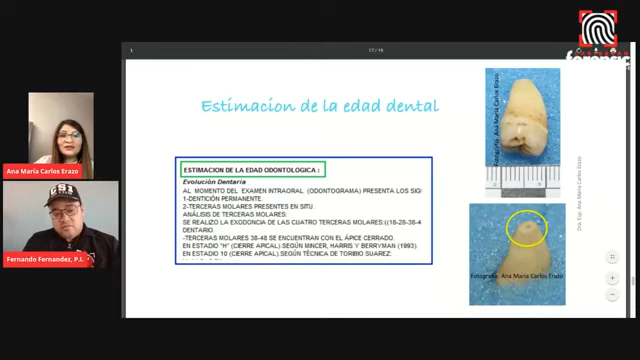 17 / 19
forensic
Estimacion de la edad dental
Fotografía: Ana María Carlos Erazo
ESTIMACION DE LA EDAD ODONTOLOGICA :
Evolución Dentaria
AL MOMENTO DEL EXAMEN INTRAORAL (ODONTOGRAMA) PRESENTA LOS SIG
1-DENTICIÓN PERMANENTE.
2-TERCERAS MOLARES PRESENTES EN SITU.
ANÁLISIS DE TERCERAS MOLARES:
SE REALIZO LA EXODONCIA DE LAS CUATRO TERCERAS MOLARES:((18-28-38-4
DENTARIO.
TERCERAS MOLARES 38-48 SE ENCUENTRAN CON EL ÁPICE CERRADO.
EN ESTADIO "H" (CIERRE APICAL).SEGÚN MINCER, HARRIS Y BERRYMAN (1993).
EN ESTADIO 10 (CIERRE APICAL).SEGÚN TÉCNICA DE TORIBIO SUAREZ:
Dra. Esp. Ana María Carlos Erazo
Fotografía: Ana María Carlos Erazo
Ana María Carlos Erazo
CSI
Fernando Fernandez, P.I.